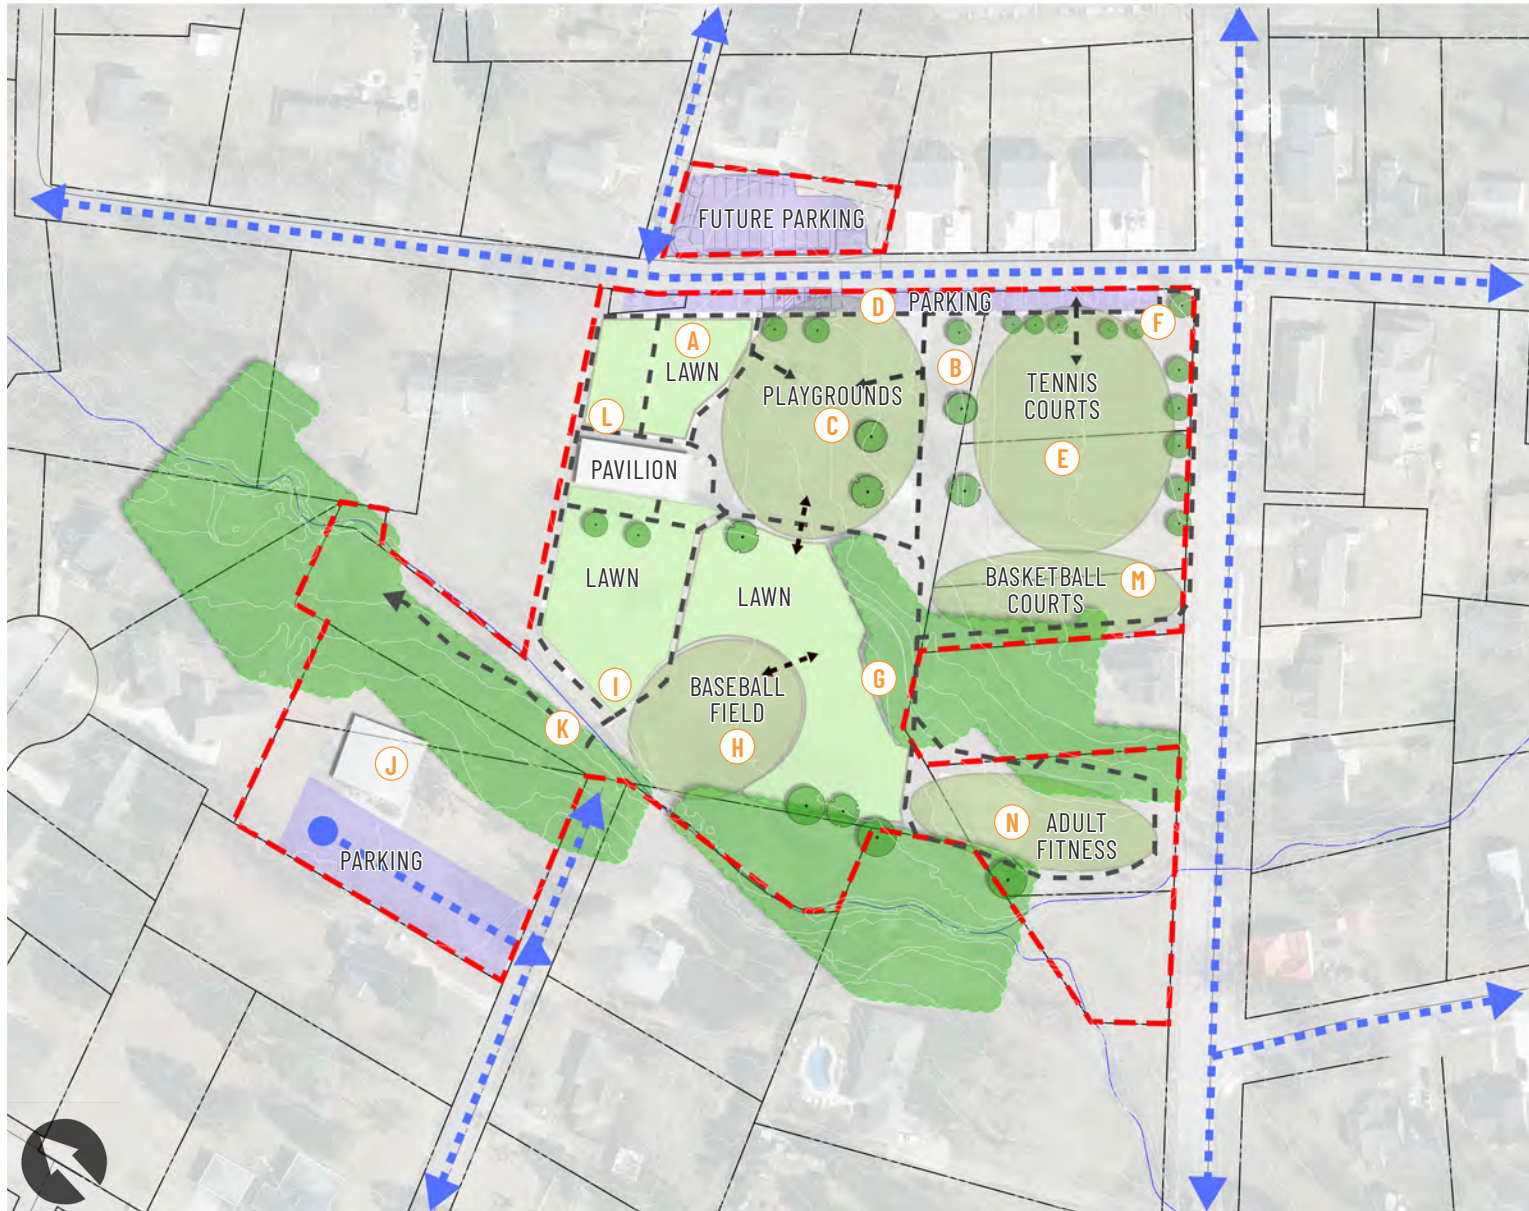 FUTURE PARKING
D
PARKING
F
A
LAWN
B
PLAYGROUNDS
C
TENNIS
COURTS
L
E
PAVILION
LAWN
LAWN
BASKETBALL
COURTS
M
I
BASEBALL
FIELD
G
K
H
J
N
ADULT
FITNESS
PARKING